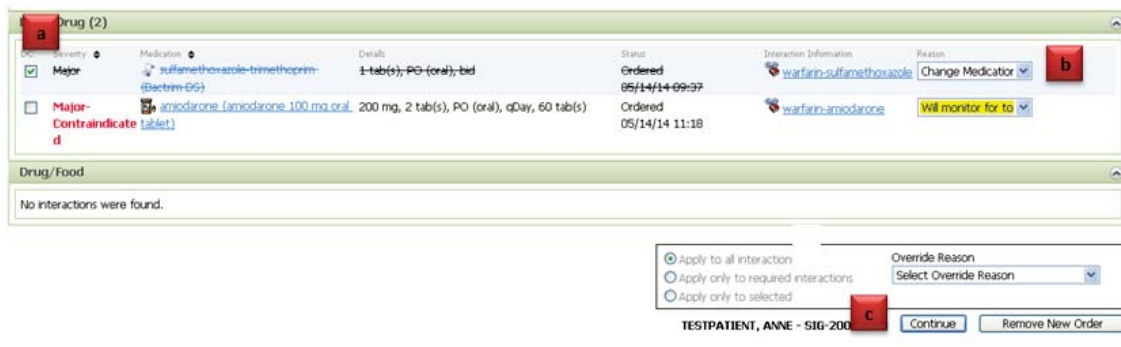 Drug (2)
a
DC Severity Medication Details Status Interaction Information Reason
Major sulfamethoxazole-trimethoprim 1 tab(s), PO (oral), bid Ordered warfarin-sulfamethoxazole Change Medication
(Bactrim DS) 05/14/14 09:37
b
Major- amiodarone (amiodarone 100 mg oral 200 mg, 2 tab(s), PO (oral), qDay, 60 tab(s) Ordered warfarin-amiodarone Will monitor for to
Contraindicate tablet) 05/14/14 11:18
d
Drug/Food
No interactions were found.
Apply to all interaction Override Reason
Apply only to required interactions Select Override Reason
Apply only to selected
c
TESTPATIENT, ANNE - SIG-200 Continue Remove New Order